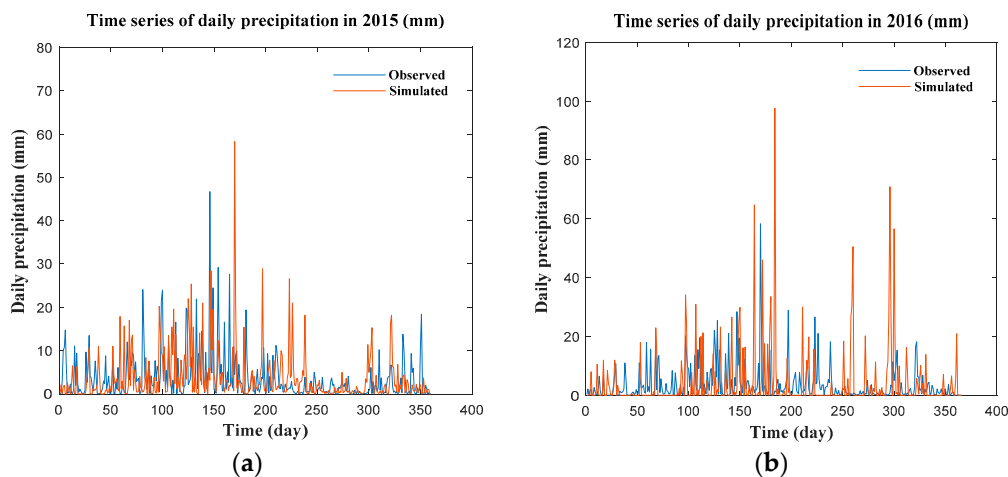 Time series of daily precipitation in 2015 (mm)
80
70
60
50
40
30
20
10
0
Daily precipitation (mm)
Observed
Simulated
0 50 100 150 200 250 300 350 400
Time (day)
(a)
Time series of daily precipitation in 2016 (mm)
120
100
80
60
40
20
0
Daily precipitation (mm)
Observed
Simulated
0 50 100 150 200 250 300 350 400
Time (day)
(b)